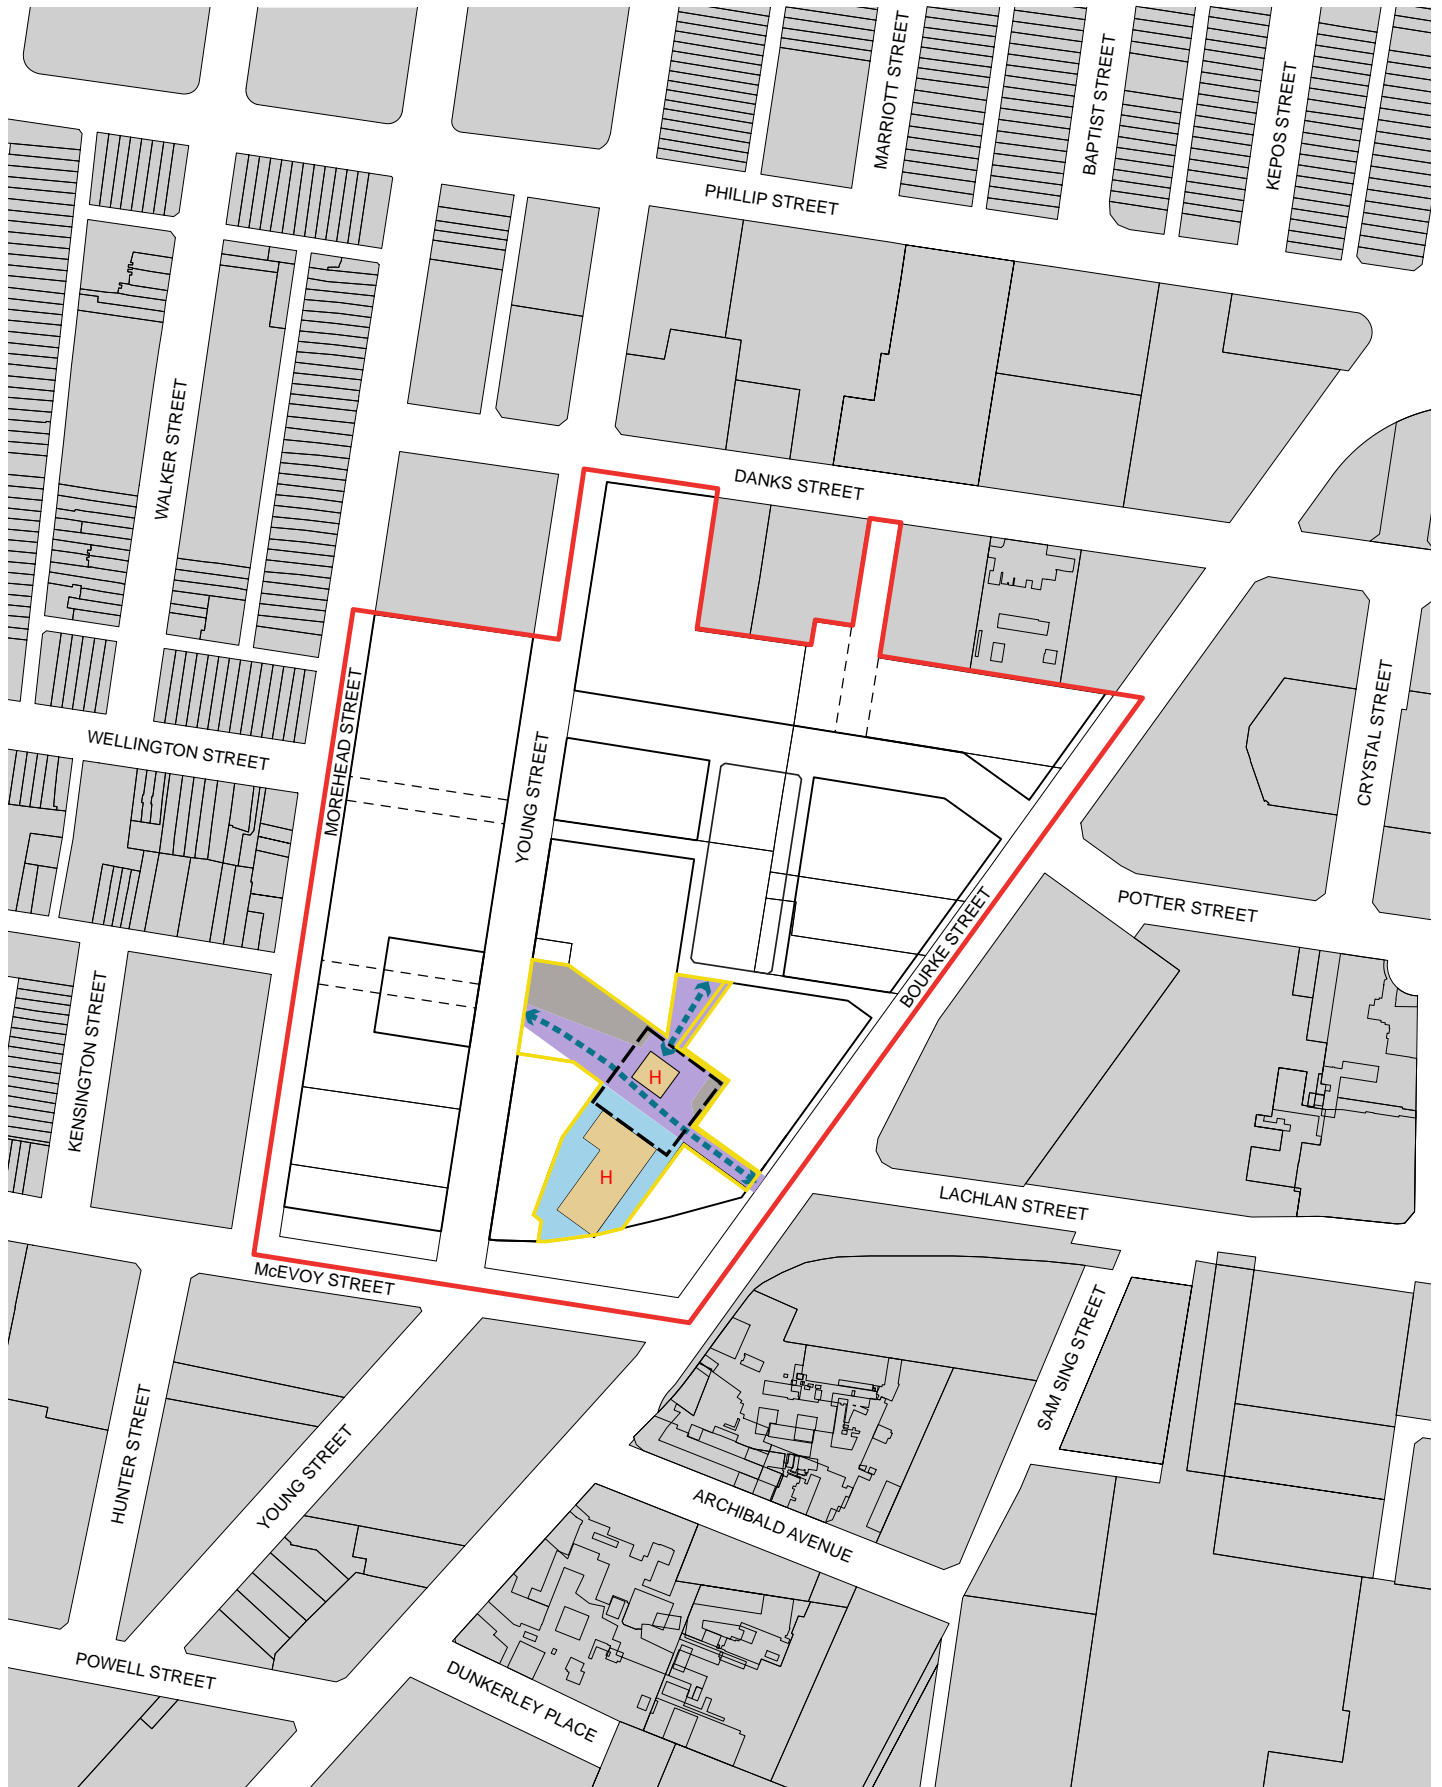 MARRIOTT STREET
BAPTIST STREET
KEPOS STREET
PHILLIP STREET
WALKER STREET
DANKS STREET
WELLINGTON STREET
MOREHEAD STREET
YOUNG STREET
CRYSTAL STREET
POTTER STREET
BOURKE STREET
KENSINGTON STREET
H
H
LACHLAN STREET
McEVOY STREET
SAM SING STREET
HUNTER STREET
YOUNG STREET
ARCHIBALD AVENUE
POWELL STREET
DUNKERLEY PLACE